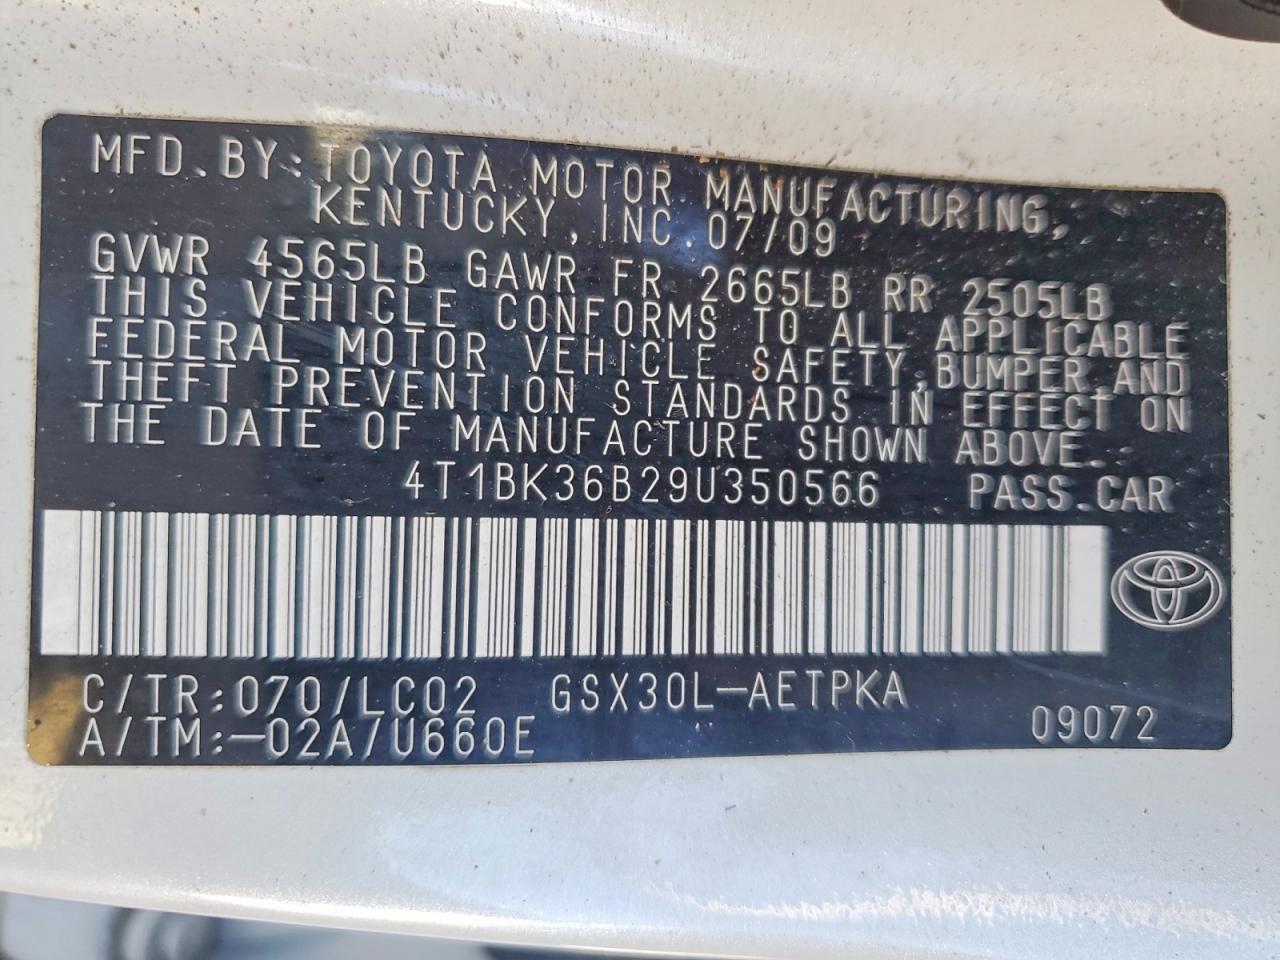 MFD.BY:TOYOTA MOTOR MANUFACTURING,
KENTUCKY,INC.07/09
GVWR 4565LB GAWR FR 2665LB RR 2505LB
THIS VEHICLE CONFORMS TO ALL APPLICABLE
FEDERAL MOTOR VEHICLE SAFETY,BUMPER AND
THEFT PREVENTION STANDARDS IN EFFECT ON
THE DATE OF MANUFACTURE SHOWN ABOVE.
4T1BK36B29U350566 PASS.CAR
C/TR:070/LC02 GSX30L-AETPKA
A/TM:-02A/U660E 09072